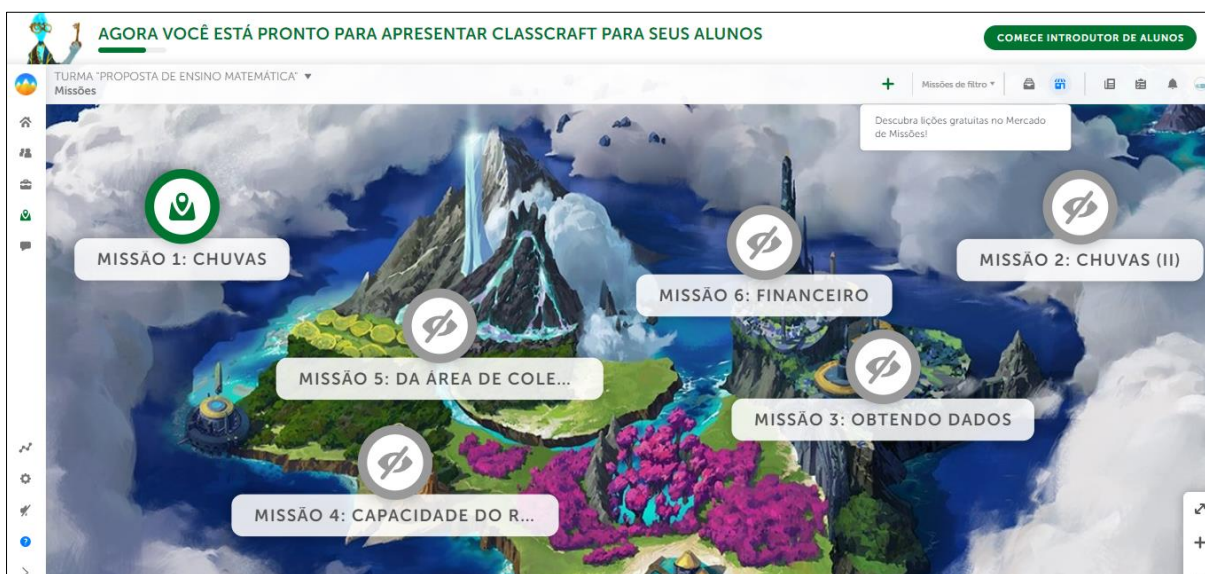 AGORA VOCÊ ESTÁ PRONTO PARA APRESENTAR CLASSCRAFT PARA SEUS ALUNOS
COMECE INTRODUTOR DE ALUNOS
TURMA "PROPOSTA DE ENSINO MATEMÁTICA"
Missões
Missões de filtro
Descubra lições gratuitas no Mercado
de Missões!
MISSÃO 1: CHUVAS
MISSÃO 2: CHUVAS (II)
MISSÃO 6: FINANCEIRO
MISSÃO 5: DA ÁREA DE COLE...
MISSÃO 3: OBTENDO DADOS
MISSÃO 4: CAPACIDADE DO R...